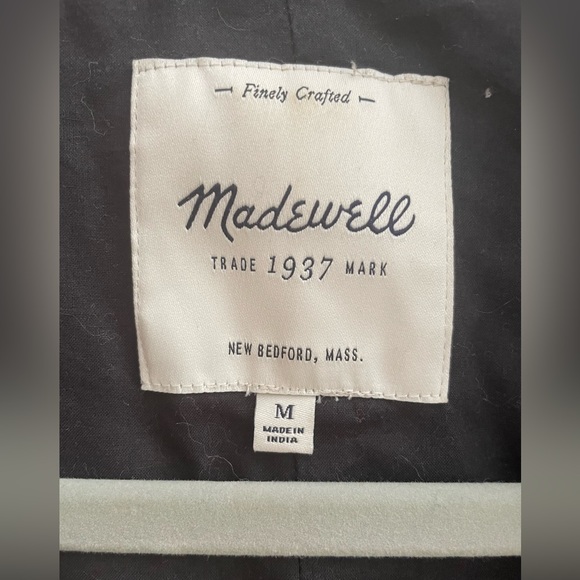 Finely Crafted
Madewell
TRADE 1937 MARK
NEW BEDFORD, MASS.
M
MADE IN
INDIA